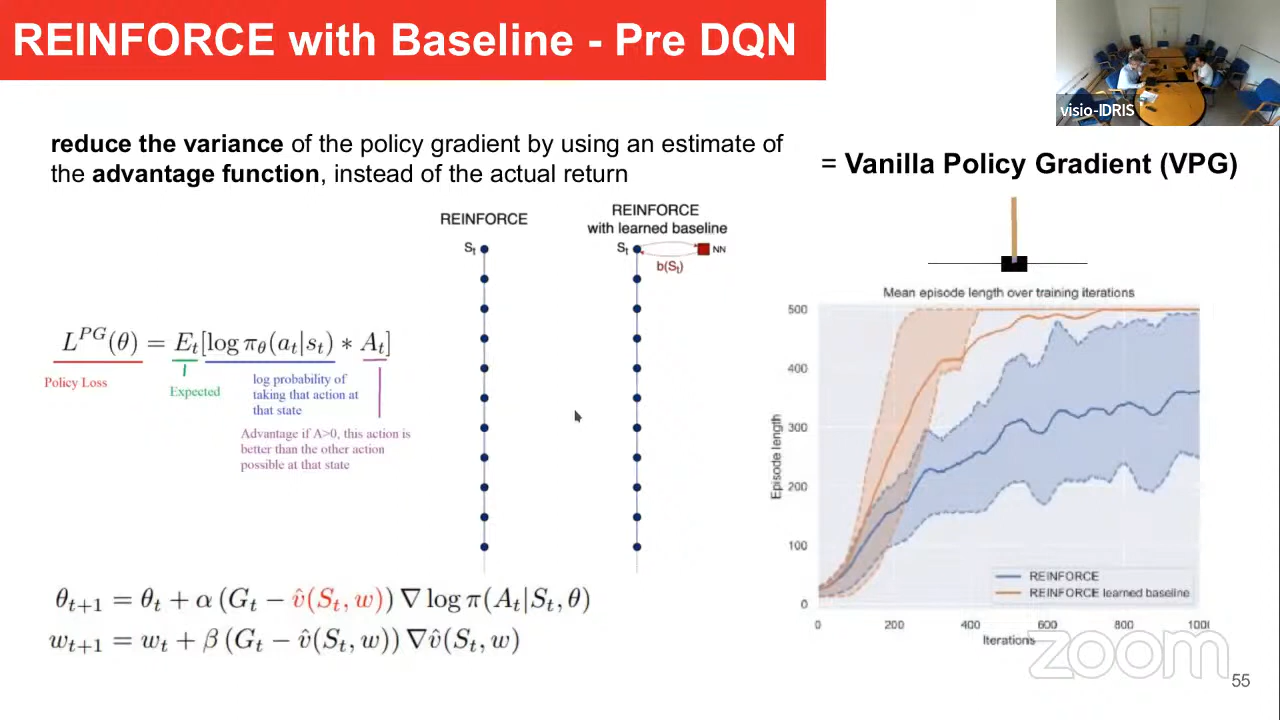 REINFORCE with Baseline - Pre DQN
visio-IDRIS
reduce the variance of the policy gradient by using an estimate of
the advantage function, instead of the actual return
= Vanilla Policy Gradient (VPG)
REINFORCE
S_t
REINFORCE
with learned baseline
S_t
NN
b(S_t)
L^{PG}(θ) = E_t[log π_θ(a_t|s_t) * A_t]
Policy Loss
Expected
log probability of
taking that action at
that state
Advantage if A>0, this action is
better than the other action
possible at that state
θ_{t+1} = θ_t + α (G_t − v̂(S_t, w)) ∇ log π(A_t|S_t, θ)
w_{t+1} = w_t + β (G_t − v̂(S_t, w)) ∇v̂(S_t, w)
Mean episode length over training iterations
Episode length
500
400
300
200
100
0
REINFORCE
REINFORCE learned baseline
0 200 400 600 800 1000
Iterations
zoom
55